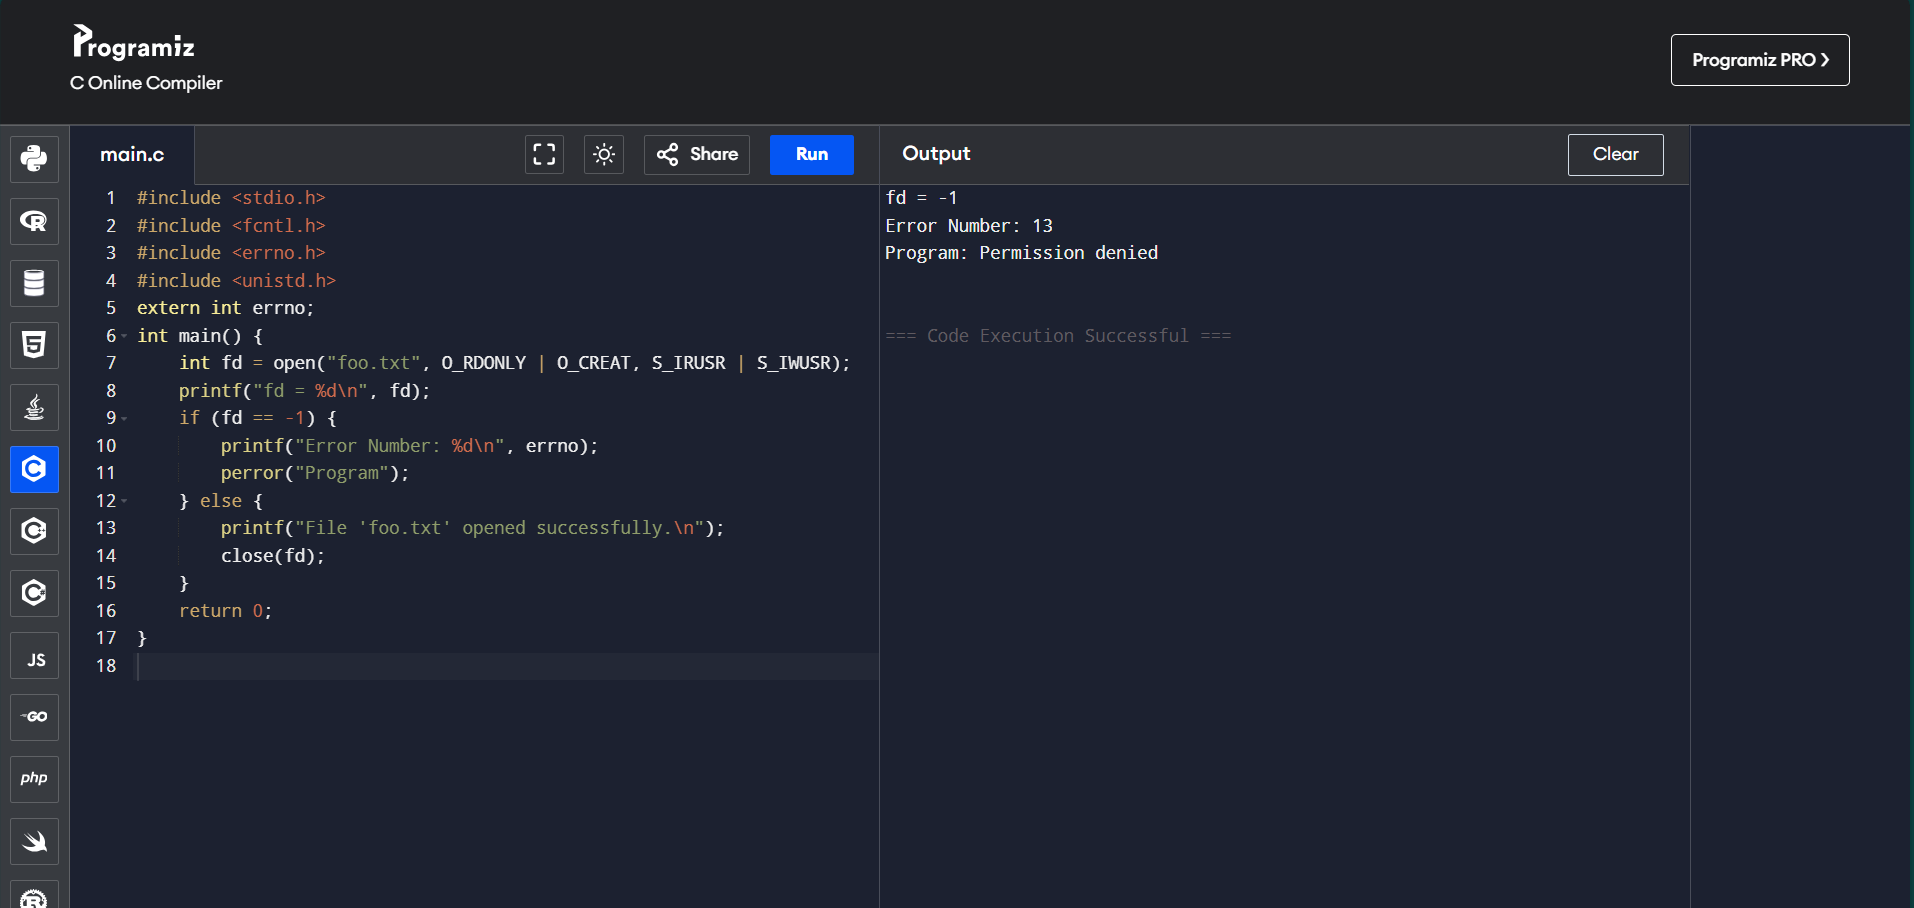 Programiz
C Online Compiler
Programiz PRO ❯
main.c
Share
Run
Output
Clear
1 #include <stdio.h>
2 #include <fcntl.h>
3 #include <errno.h>
4 #include <unistd.h>
5 extern int errno;
6 int main() {
7     int fd = open("foo.txt", O_RDONLY | O_CREAT, S_IRUSR | S_IWUSR);
8     printf("fd = %d\n", fd);
9     if (fd == -1) {
10         printf("Error Number: %d\n", errno);
11         perror("Program");
12     } else {
13         printf("File 'foo.txt' opened successfully.\n");
14         close(fd);
15     }
16     return 0;
17 }
18
fd = -1
Error Number: 13
Program: Permission denied
=== Code Execution Successful ===
R
5
C
C
C
JS
GO
php
R